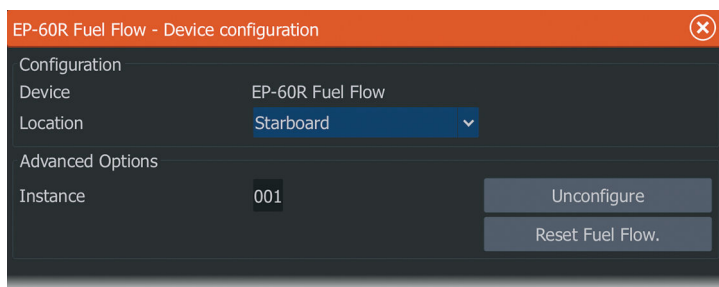 EP-60R Fuel Flow - Device configuration
Configuration
Device EP-60R Fuel Flow
Location Starboard
Advanced Options
Instance 001 Unconfigure
Reset Fuel Flow.